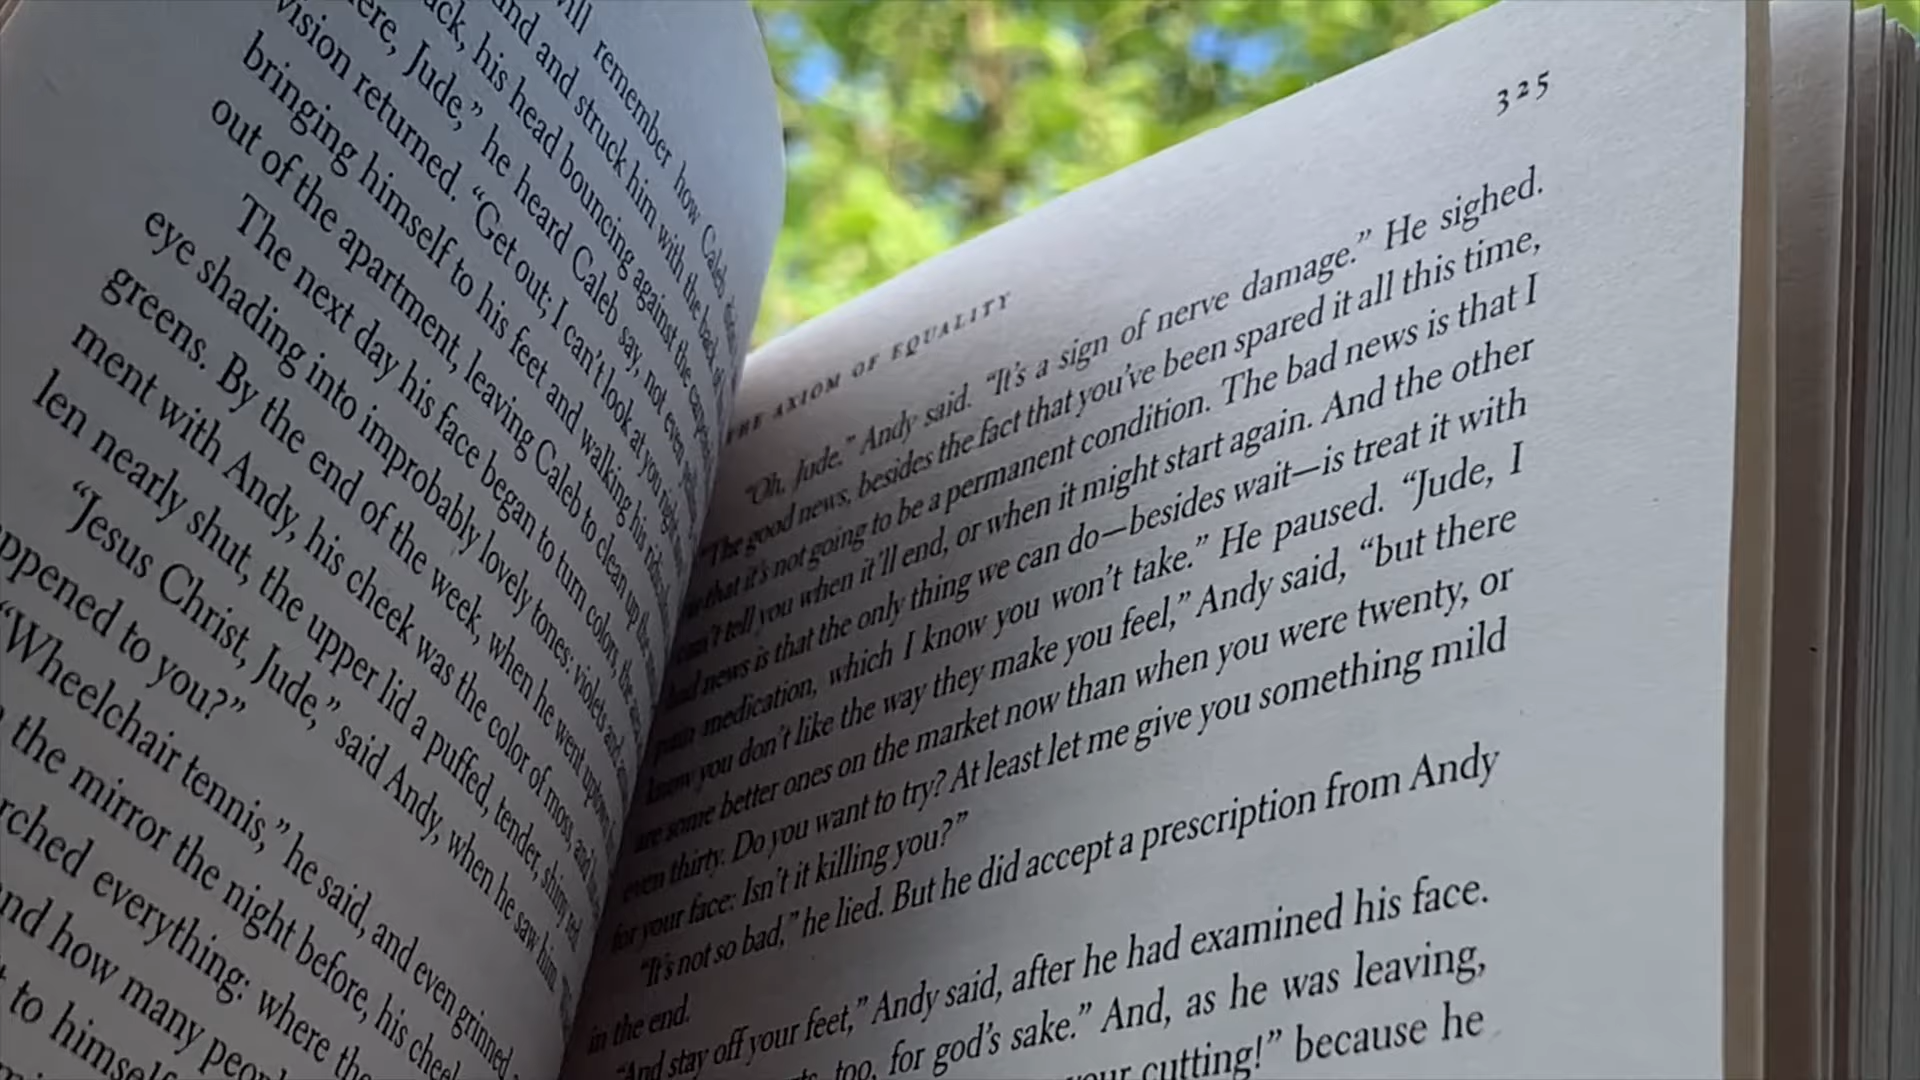 will remember how Caleb
and and struck him with the back of
ack, his head bouncing against the carpeted
ere, Jude,” he heard Caleb say, not even
vision returned. “Get out; I can’t look at you right
bringing himself to his feet and walking his
out of the apartment, leaving Caleb to clean up the
The next day his face began to turn colors, the
eye shading into improbably lovely tones: violets and
greens. By the end of the week, when he went uptown
ment with Andy, his cheek was the color of moss, and
len nearly shut, the upper lid a puffed, tender, shiny red.
“Jesus Christ, Jude,” said Andy, when he saw him.
ppened to you?”
“Wheelchair tennis,” he said, and even grinned
the mirror the night before, his cheek
rched everything: where the
nd how many peop
to himself
THE AXIOM OF EQUALITY
325
“Oh, Jude,” Andy said. “It’s a sign of nerve damage.” He sighed.
“The good news, besides the fact that you’ve been spared it all this time,
that it’s not going to be a permanent condition. The bad news is that I
can’t tell you when it’ll end, or when it might start again. And the other
bad news is that the only thing we can do—besides wait—is treat it with
pain medication, which I know you won’t take.” He paused. “Jude, I
know you don’t like the way they make you feel,” Andy said, “but there
are some better ones on the market now than when you were twenty, or
even thirty. Do you want to try? At least let me give you something mild
for your face: Isn’t it killing you?”
“It’s not so bad,” he lied. But he did accept a prescription from Andy
in the end.
“And stay off your feet,” Andy said, after he had examined his face.
too, for god’s sake.” And, as he was leaving,
your cutting!” because he